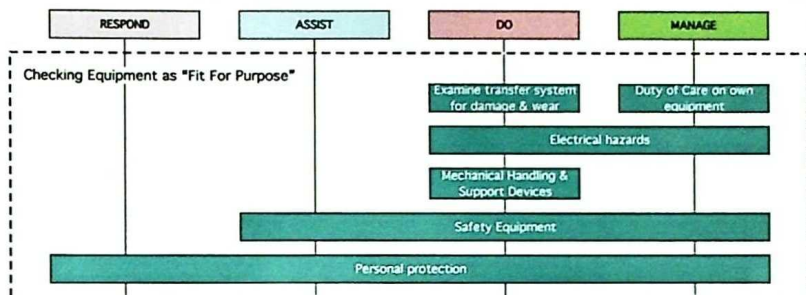 RESPOND
ASSIST
DO
MANAGE
Checking Equipment as "Fit For Purpose"
Examine transfer system
for damage & wear
Duty of Care on own
equipment
Electrical hazards
Mechanical Handling &
Support Devices
Safety Equipment
Personal protection